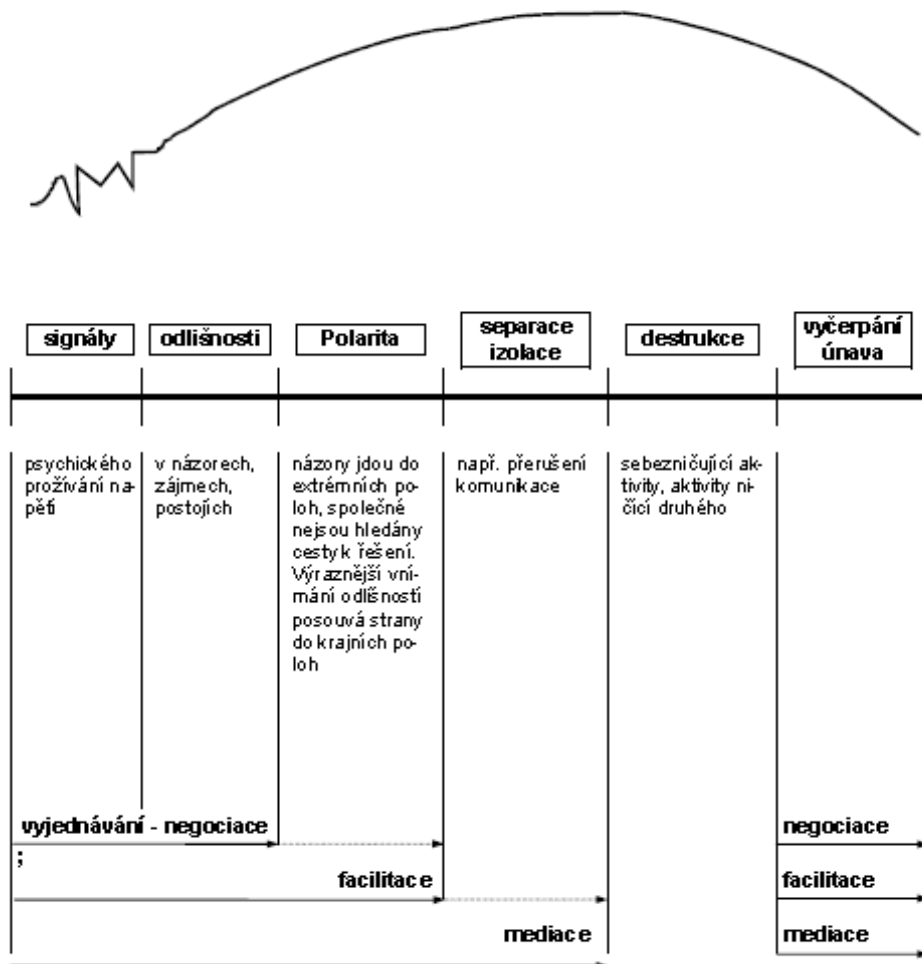 signály
odlišnosti
Polarita
separace
izolace
destrukce
vyčerpání
únava
psychického
prožívání na-
pětí
v názorech,
zájmech,
postojích
názory jdou do
extrémních po-
loh, společné
nejsou hledány
cesty k řešení.
Výraznější vní-
mání odlišností
posouvá strany
do krajních po-
loh
např. přerušení
komunikace
sebezničující ak-
tivity, aktivity ni-
čící druhého
vyjednávání - negociace
negociace
;
facilitace
facilitace
mediace
mediace